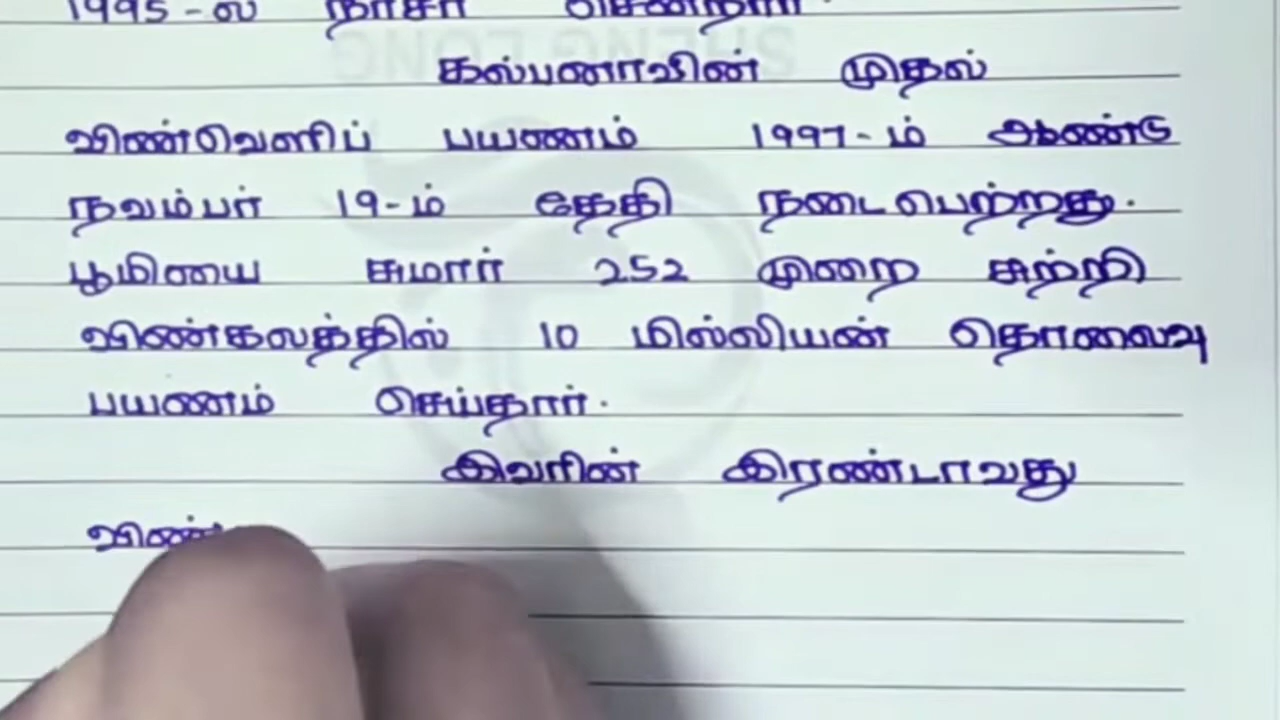 1995-ல் நாசா சென்றார்.
கல்பனாவின் முதல்
விண்வெளிப் பயணம் 1997-ம் ஆண்டு
நவம்பர் 19-ம் தேதி நடைபெற்றது.
பூமியை சுமார் 252 முறை சுற்றி
விண்கலத்தில் 10 மில்லியன் தொலைவு
பயணம் செய்தார்.
இவரின் இரண்டாவது
விண்